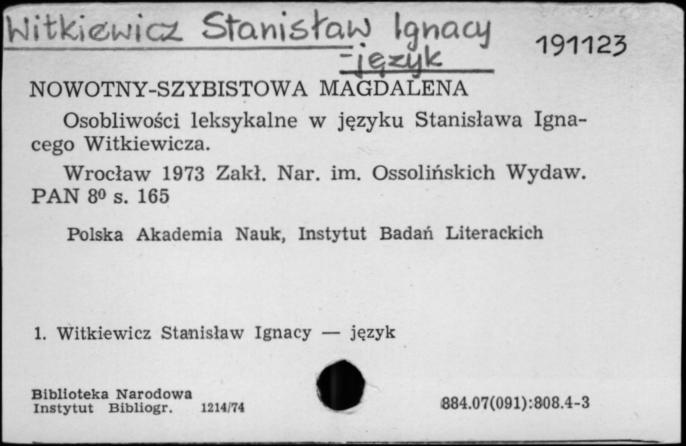 Witkiewicz Stanisław Ignacy
- język
191123
NOWOTNY-SZYBISTOWA MAGDALENA
Osobliwości leksykalne w języku Stanisława Igna-
cego Witkiewicza.
Wrocław 1973 Zakł. Nar. im. Ossolińskich Wydaw.
PAN 8º s. 165
Polska Akademia Nauk, Instytut Badań Literackich
1. Witkiewicz Stanisław Ignacy — język
Biblioteka Narodowa
Instytut Bibliogr. 1214/74
884.07(091):808.4-3